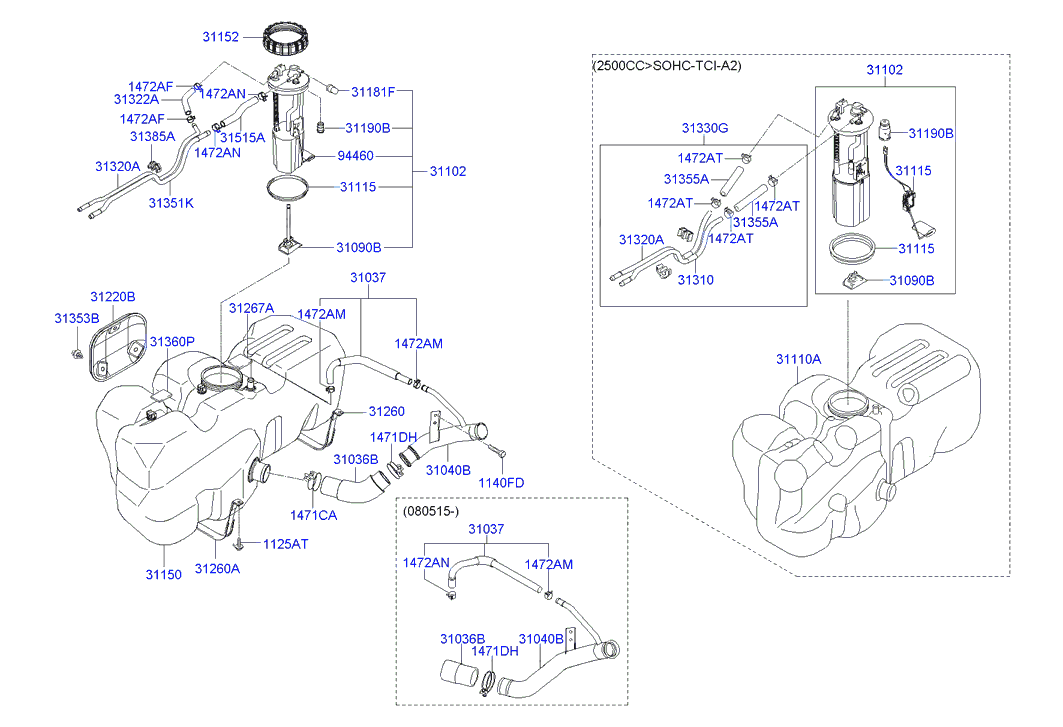 31152
1472AF
31322A
1472AN
31181F
1472AF
31385A
31515A
31190B
1472AN
94460
31320A
31102
31115
31351K
31090B
31037
31220B
31267A
1472AM
31353B
31360P
1472AM
31260
1471DH
31036B
31040B
1140FD
1471CA
1125AT
31260A
31150
(080515-)
31037
1472AN
1472AM
31036B
31040B
1471DH
(2500CC>SOHC-TCI-A2)
31102
31330G
31190B
1472AT
31355A
31115
1472AT
1472AT
31355A
31320A
1472AT
31115
31310
31090B
31110A